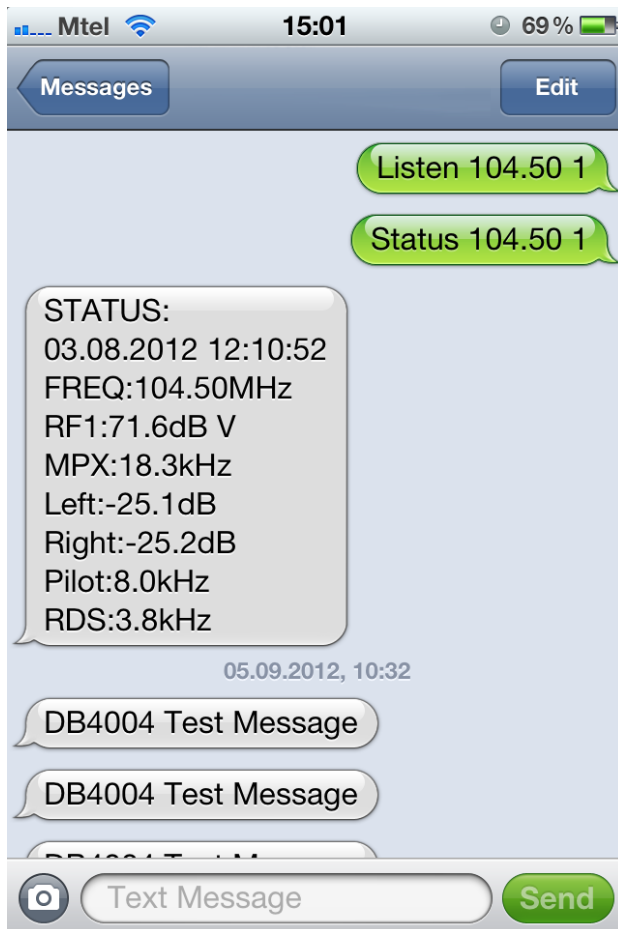 Mtel 15:01 69%
Messages Edit
Listen 104.50 1
Status 104.50 1
STATUS:
03.08.2012 12:10:52
FREQ:104.50MHz
RF1:71.6dB V
MPX:18.3kHz
Left:-25.1dB
Right:-25.2dB
Pilot:8.0kHz
RDS:3.8kHz
05.09.2012, 10:32
DB4004 Test Message
DB4004 Test Message
Text Message Send